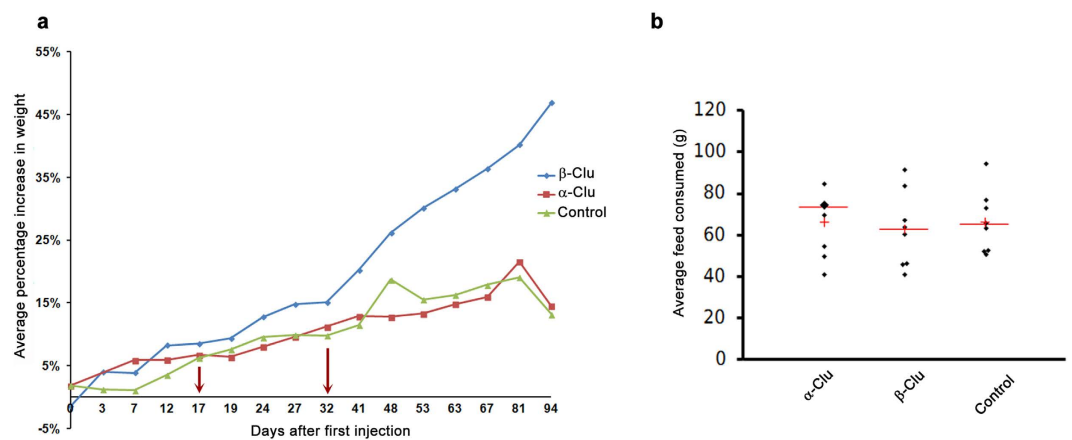 a
Average percentage increase in weight
55%
45%
35%
25%
15%
5%
-5%
0 3 7 12 17 19 24 27 32 41 48 53 63 67 81 94
Days after first injection
β-Clu
α-Clu
Control
b
Average feed consumed (g)
120
100
80
60
40
20
0
α-Clu
β-Clu
Control